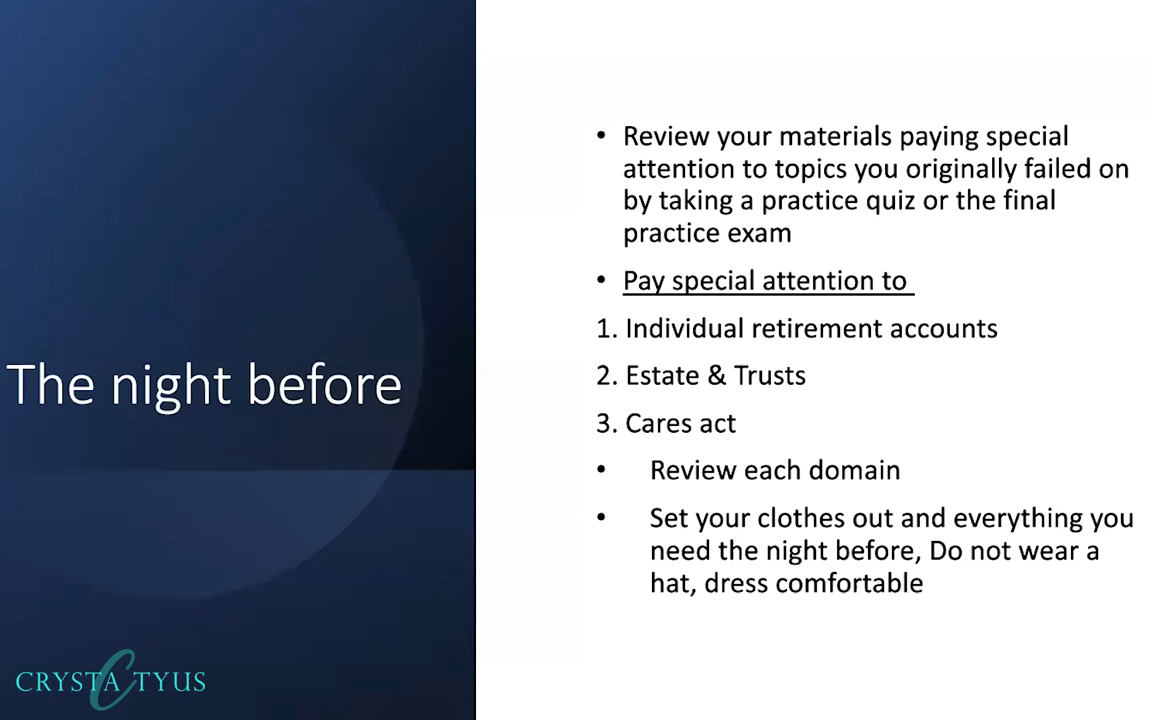 The night before
• Review your materials paying special
attention to topics you originally failed on
by taking a practice quiz or the final
practice exam
• Pay special attention to
1. Individual retirement accounts
2. Estate & Trusts
3. Cares act
• Review each domain
• Set your clothes out and everything you
need the night before, Do not wear a
hat, dress comfortable
CRYSTA C TYUS